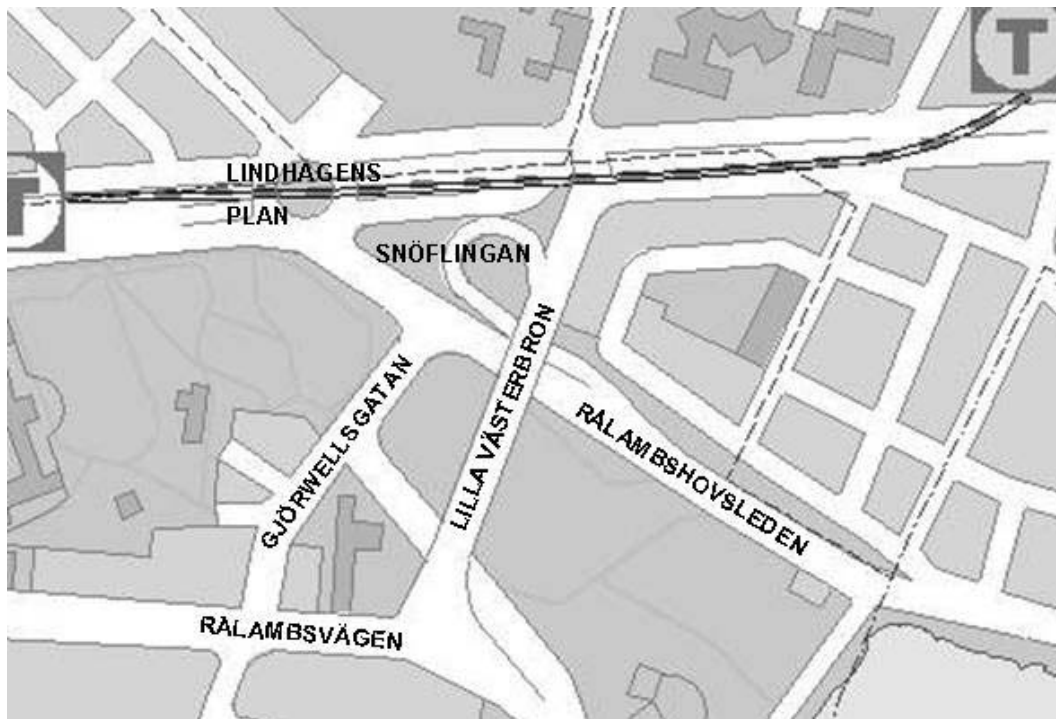 T
T
LINDHAGENS
PLAN
SNÖFLINGAN
GJÖRWELLSGATAN
LILLA VÄSTERBRON
RÅLAMBSHOVSLEDEN
RÅLAMBSVÄGEN